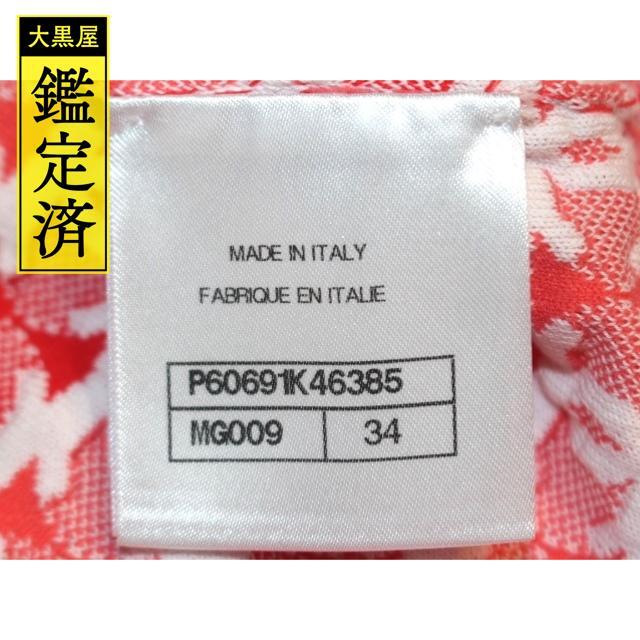 大黒屋
鑑定済
MADE IN ITALY
FABRIQUE EN ITALIE
P60691K46385
MG009 34